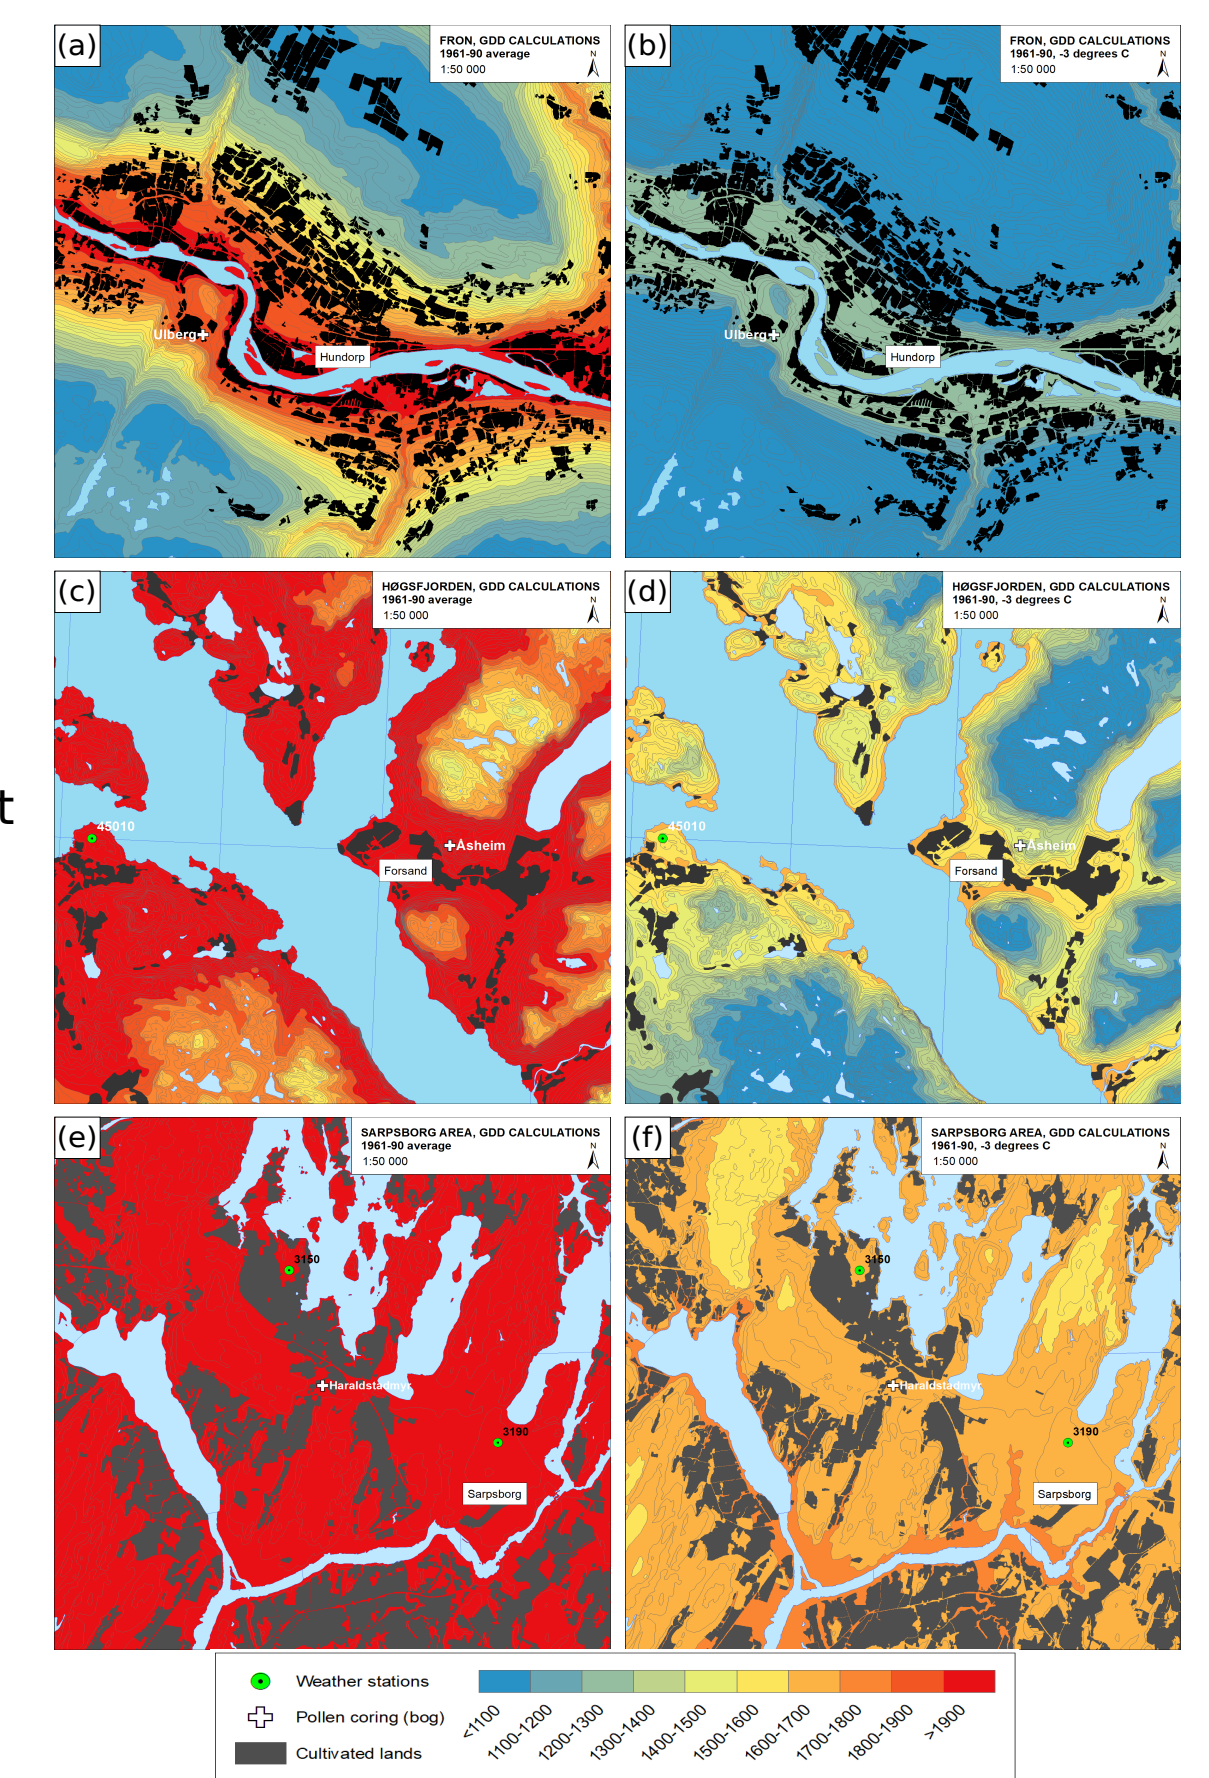 (a)
FRON, GDD CALCULATIONS
1961-90 average
1:50 000
N
Ulberg
Hundorp
(b)
FRON, GDD CALCULATIONS
1961-90, -3 degrees C
1:50 000
N
Ulberg
Hundorp
(c)
HØGSFJORDEN, GDD CALCULATIONS
1961-90 average
1:50 000
N
45010
Åsheim
Forsand
(d)
HØGSFJORDEN, GDD CALCULATIONS
1961-90, -3 degrees C
1:50 000
N
45010
Åsheim
Forsand
t
(e)
SARPSBORG AREA, GDD CALCULATIONS
1961-90 average
1:50 000
N
3150
Haraldstadmyr
3190
Sarpsborg
(f)
SARPSBORG AREA, GDD CALCULATIONS
1961-90, -3 degrees C
1:50 000
N
3150
Haraldstadmyr
3190
Sarpsborg
Weather stations
Pollen coring (bog)
Cultivated lands
<1100
1100-1200
1200-1300
1300-1400
1400-1500
1500-1600
1600-1700
1700-1800
1800-1900
>1900